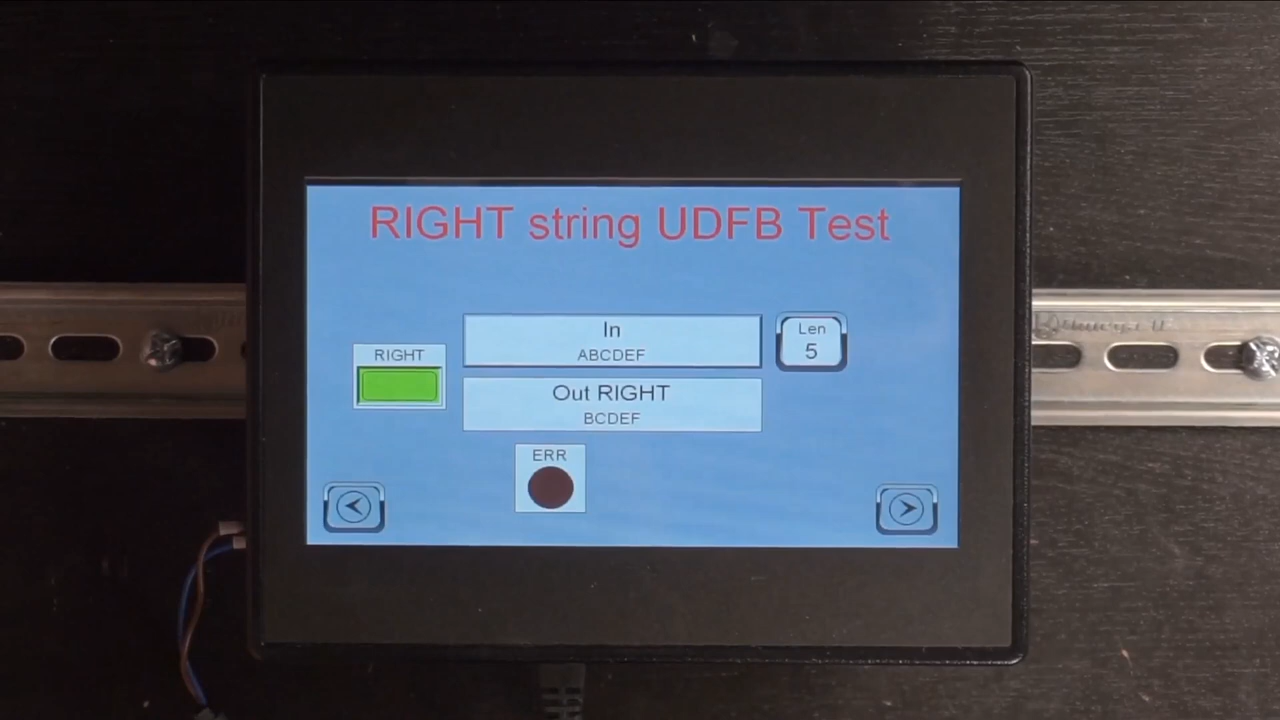 RIGHT string UDFB Test
In
ABCDEF
Len
5
RIGHT
Out RIGHT
BCDEF
ERR